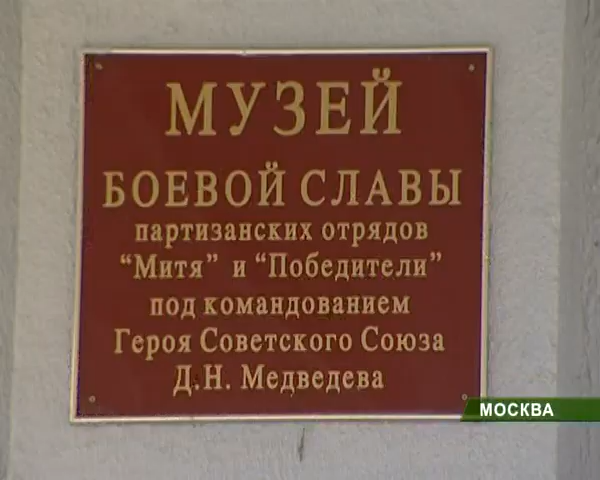 МУЗЕЙ
БОЕВОЙ СЛАВЫ
партизанских отрядов
“Митя” и “Победители”
под командованием
Героя Советского Союза
Д.Н. Медведева
МОСКВА